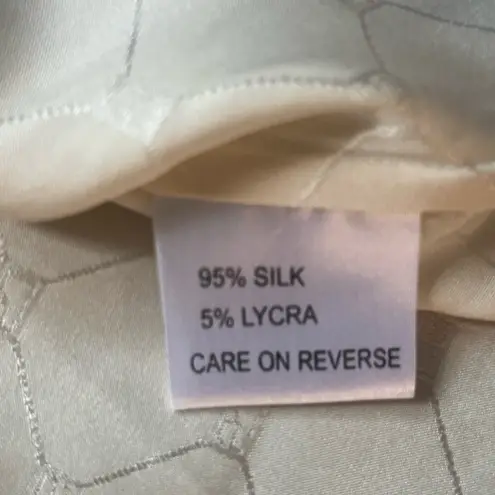 95% SILK
5% LYCRA
CARE ON REVERSE